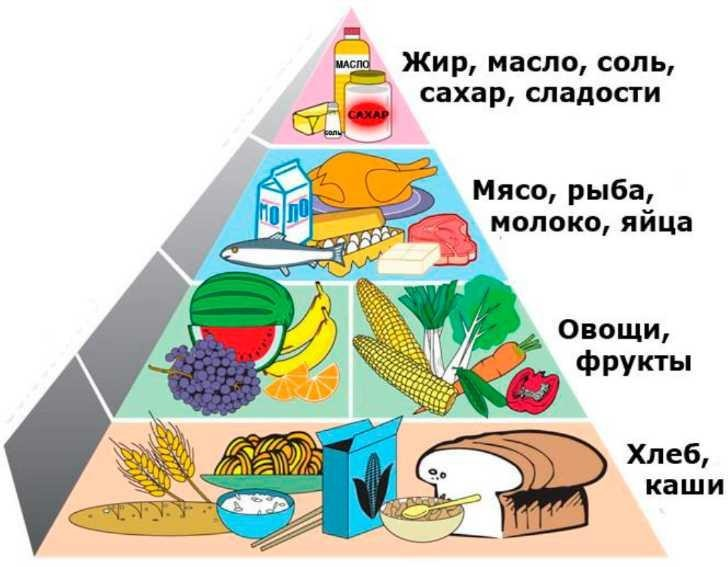 МАСЛО
САХАР
СОЛЬ
Жир, масло, соль,
сахар, сладости
МО ЛО
Мясо, рыба,
молоко, яйца
Овощи,
фрукты
Хлеб,
каши